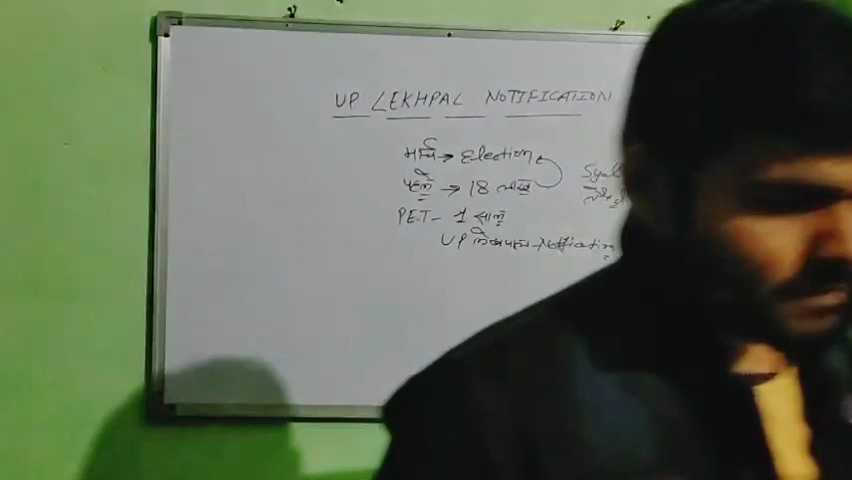 UP LEKHPAL NOTIFICATION
मार्च → Election
पहले → 18 लाख
PET - 1 साल
UP लेखपाल Notification